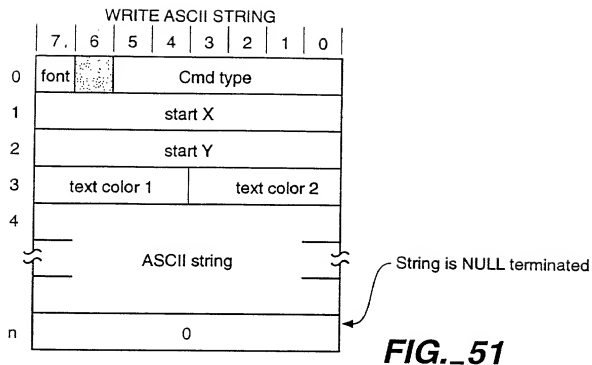 WRITE ASCII STRING
7. 6 5 4 3 2 1 0
0 font Cmd type
1 start X
2 start Y
3 text color 1 text color 2
4
ASCII string
String is NULL terminated
n 0
FIG._51